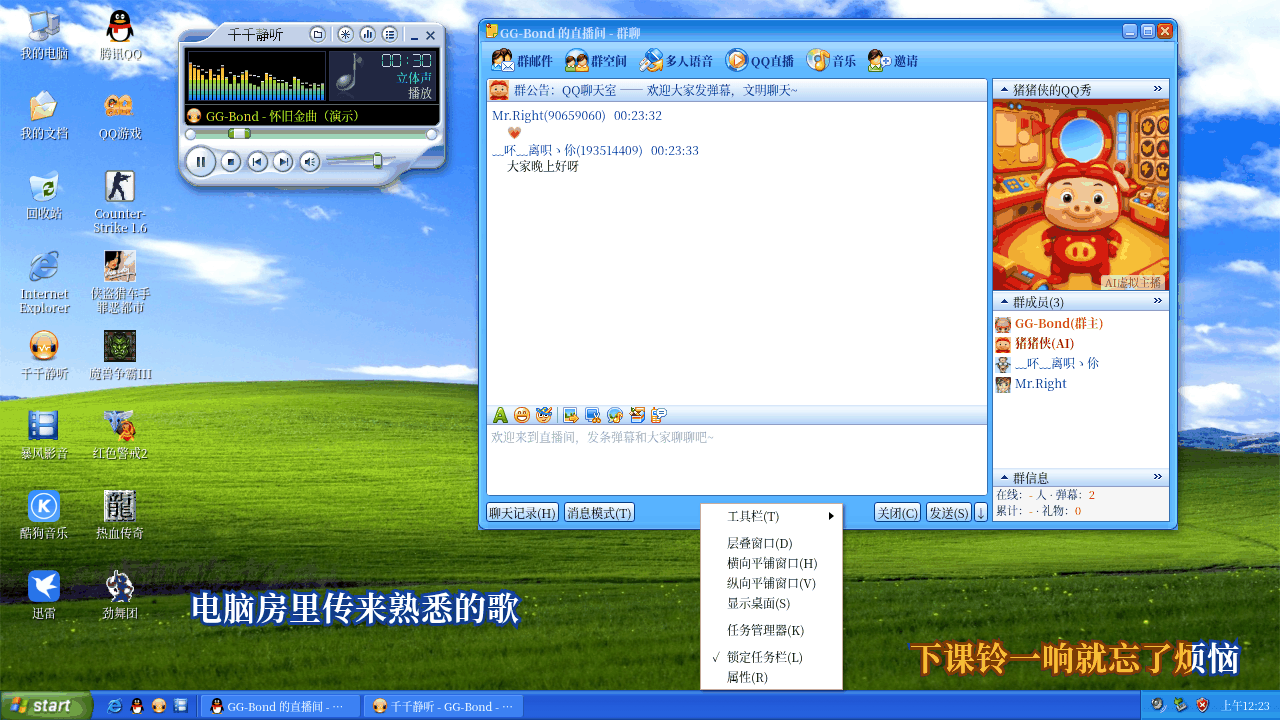 我的电脑
腾讯QQ
我的文档
QQ游戏
回收站
Counter-
Strike 1.6
Internet
Explorer
侠盗猎车手
罪恶都市
千千静听
魔兽争霸III
暴风影音
红色警戒2
酷狗音乐
热血传奇
迅雷
劲舞团
千千静听
00:30
立体声
播放
GG-Bond - 怀旧金曲（演示）
GG-Bond 的直播间 - 群聊
群邮件
群空间
多人语音
QQ直播
音乐
邀请
群公告: QQ聊天室 —— 欢迎大家发弹幕，文明聊天~
Mr.Right(90659060) 00:23:32
﹏吥﹏离呮丶伱(193514409) 00:23:33
大家晚上好呀
欢迎来到直播间，发条弹幕和大家聊聊吧~
聊天记录(H)
消息模式(T)
关闭(C)
发送(S)
↓
猪猪侠的QQ秀
AI虚拟主播
群成员(3)
GG-Bond(群主)
猪猪侠(AI)
﹏吥﹏离呮丶伱
Mr.Right
群信息
在线: - 人 · 弹幕: 2
累计: - · 礼物: 0
工具栏(T)
层叠窗口(D)
横向平铺窗口(H)
纵向平铺窗口(V)
显示桌面(S)
任务管理器(K)
√ 锁定任务栏(L)
属性(R)
电脑房里传来熟悉的歌
下课铃一响就忘了烦恼
start
GG-Bond 的直播间 - ···
千千静听 - GG-Bond - ···
上午12:23